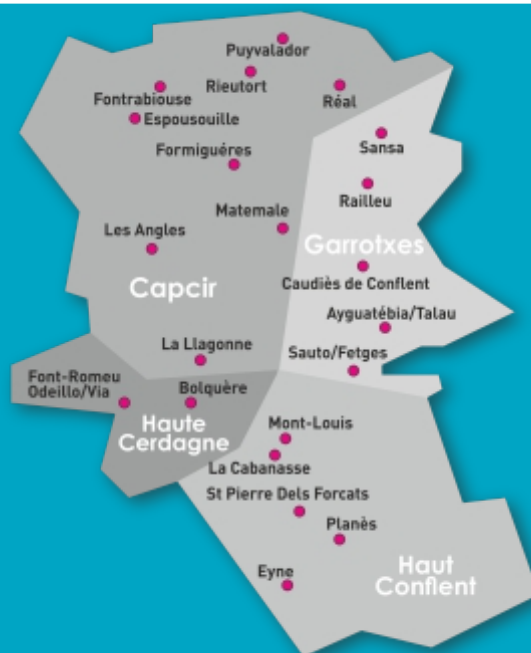 Puyvalador
Rieutort
Fontrabiouse
Réal
Espousouille
Sansa
Formiguéres
Railleu
Matemale
Les Angles
Garrotxes
Caudiès de Conflent
Capcir
Ayguatébia/Talau
La Llagonne
Sauto/Fetges
Font-Romeu
Odeillo/Via
Bolquère
Haute
Cerdagne
Mont-Louis
La Cabanasse
St Pierre Dels Forcats
Planès
Eyne
Haut
Conflent